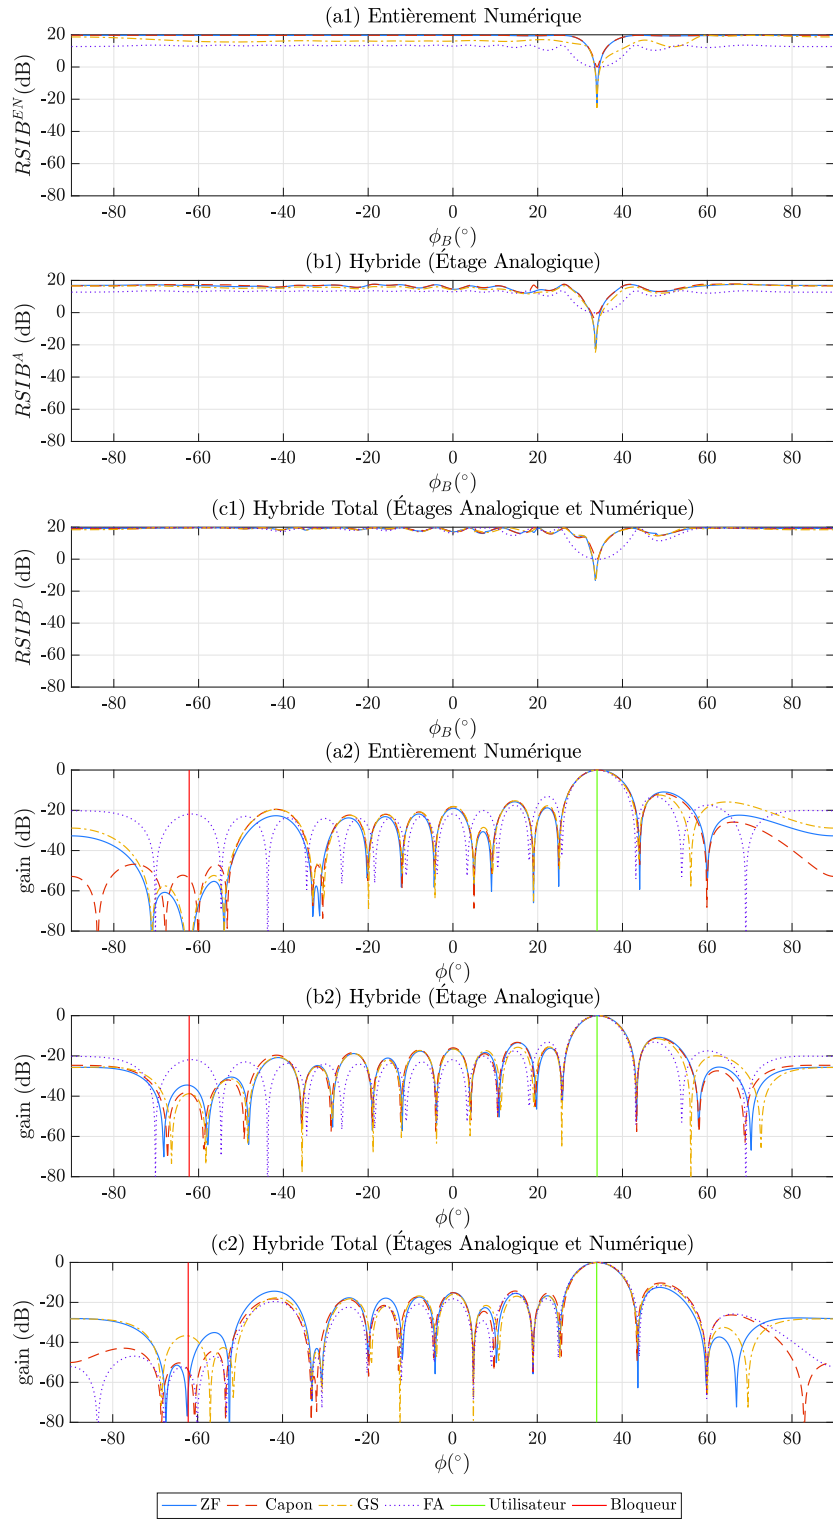 (a1) Entièrement Numérique
20
0
-20
-40
-60
-80
RSIB^EN (dB)
-80 -60 -40 -20 0 20 40 60 80
ϕ_B(°)
(b1) Hybride (Étage Analogique)
20
0
-20
-40
-60
-80
RSIB^A (dB)
-80 -60 -40 -20 0 20 40 60 80
ϕ_B(°)
(c1) Hybride Total (Étages Analogique et Numérique)
20
0
-20
-40
-60
-80
RSIB^D (dB)
-80 -60 -40 -20 0 20 40 60 80
ϕ_B(°)
(a2) Entièrement Numérique
0
-20
-40
-60
-80
gain (dB)
-80 -60 -40 -20 0 20 40 60 80
ϕ(°)
(b2) Hybride (Étage Analogique)
0
-20
-40
-60
-80
gain (dB)
-80 -60 -40 -20 0 20 40 60 80
ϕ(°)
(c2) Hybride Total (Étages Analogique et Numérique)
0
-20
-40
-60
-80
gain (dB)
-80 -60 -40 -20 0 20 40 60 80
ϕ(°)
ZF Capon GS FA Utilisateur Bloqueur